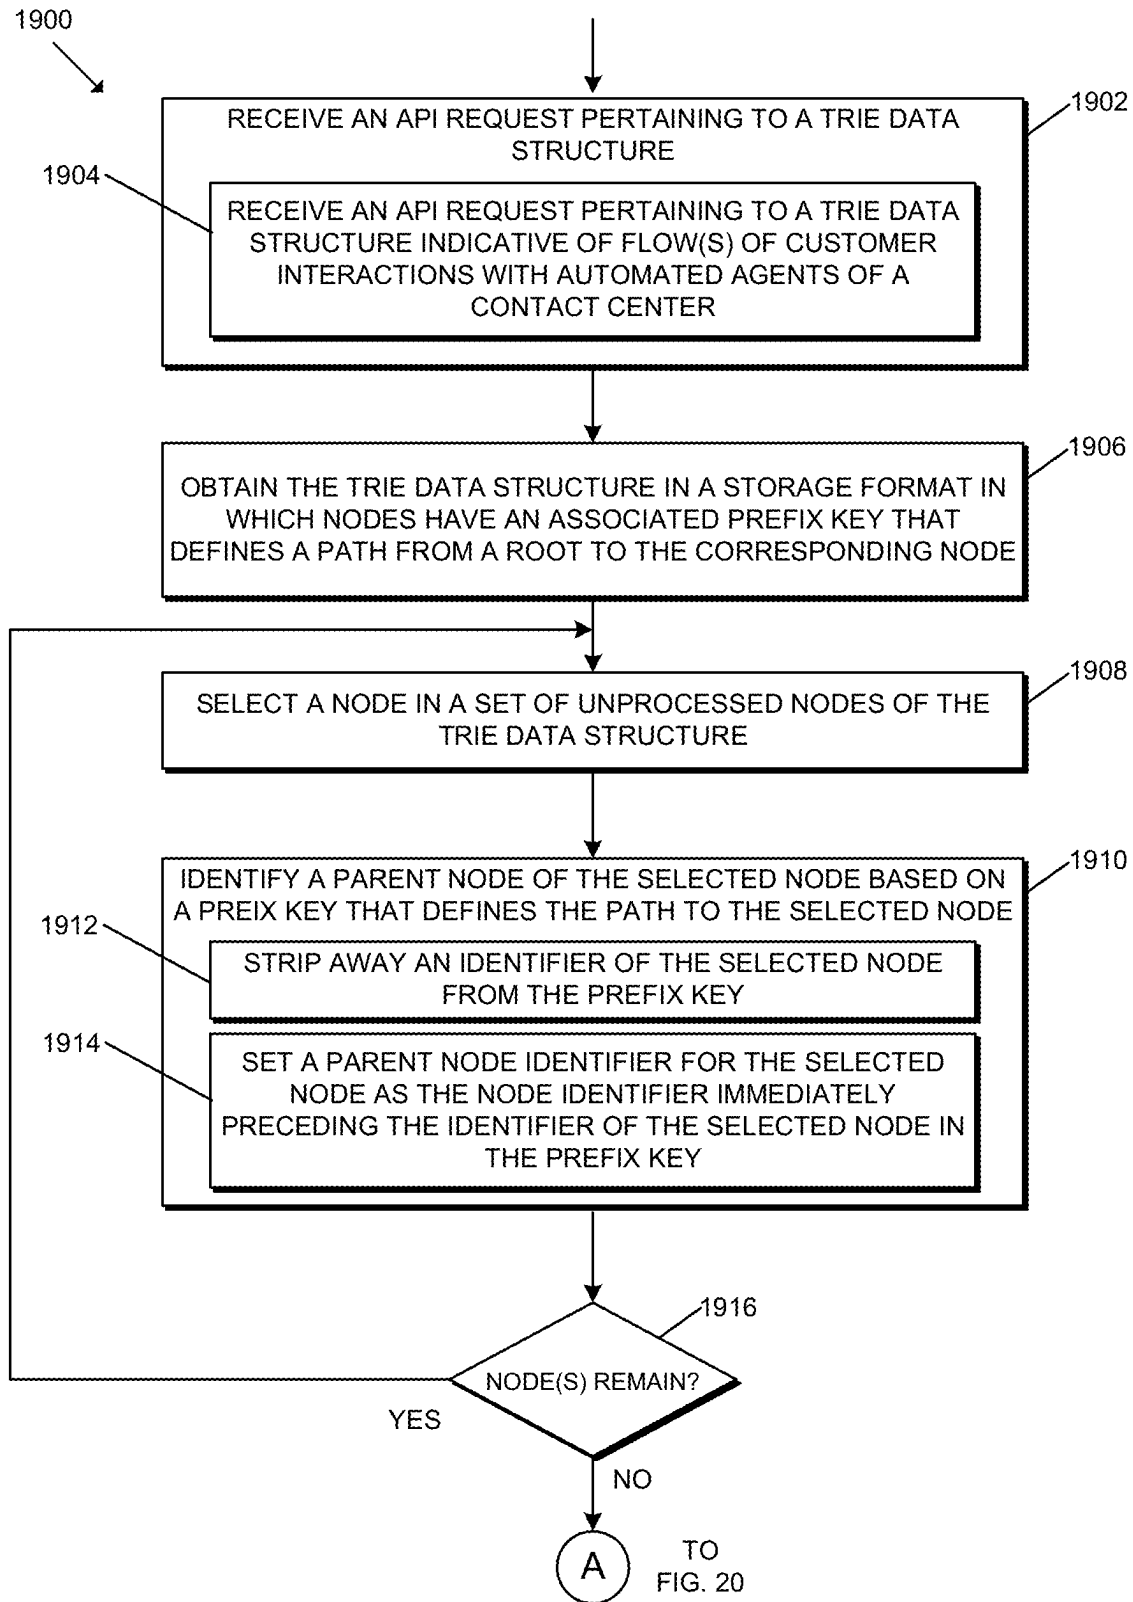 1900
1902
RECEIVE AN API REQUEST PERTAINING TO A TRIE DATA
STRUCTURE
1904
RECEIVE AN API REQUEST PERTAINING TO A TRIE DATA
STRUCTURE INDICATIVE OF FLOW(S) OF CUSTOMER
INTERACTIONS WITH AUTOMATED AGENTS OF A
CONTACT CENTER
1906
OBTAIN THE TRIE DATA STRUCTURE IN A STORAGE FORMAT IN
WHICH NODES HAVE AN ASSOCIATED PREFIX KEY THAT
DEFINES A PATH FROM A ROOT TO THE CORRESPONDING NODE
1908
SELECT A NODE IN A SET OF UNPROCESSED NODES OF THE
TRIE DATA STRUCTURE
1910
IDENTIFY A PARENT NODE OF THE SELECTED NODE BASED ON
A PREIX KEY THAT DEFINES THE PATH TO THE SELECTED NODE
1912
STRIP AWAY AN IDENTIFIER OF THE SELECTED NODE
FROM THE PREFIX KEY
1914
SET A PARENT NODE IDENTIFIER FOR THE SELECTED
NODE AS THE NODE IDENTIFIER IMMEDIATELY
PRECEDING THE IDENTIFIER OF THE SELECTED NODE IN
THE PREFIX KEY
1916
NODE(S) REMAIN?
YES
NO
A
TO
FIG. 20